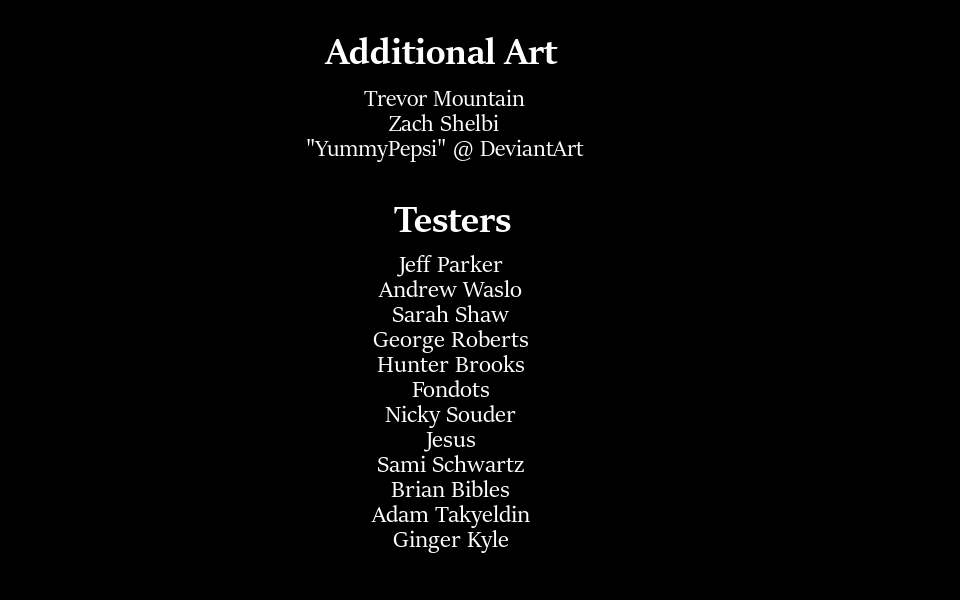 Additional Art
Trevor Mountain
Zach Shelbi
"YummyPepsi" @ DeviantArt
Testers
Jeff Parker
Andrew Waslo
Sarah Shaw
George Roberts
Hunter Brooks
Fondots
Nicky Souder
Jesus
Sami Schwartz
Brian Bibles
Adam Takyeldin
Ginger Kyle